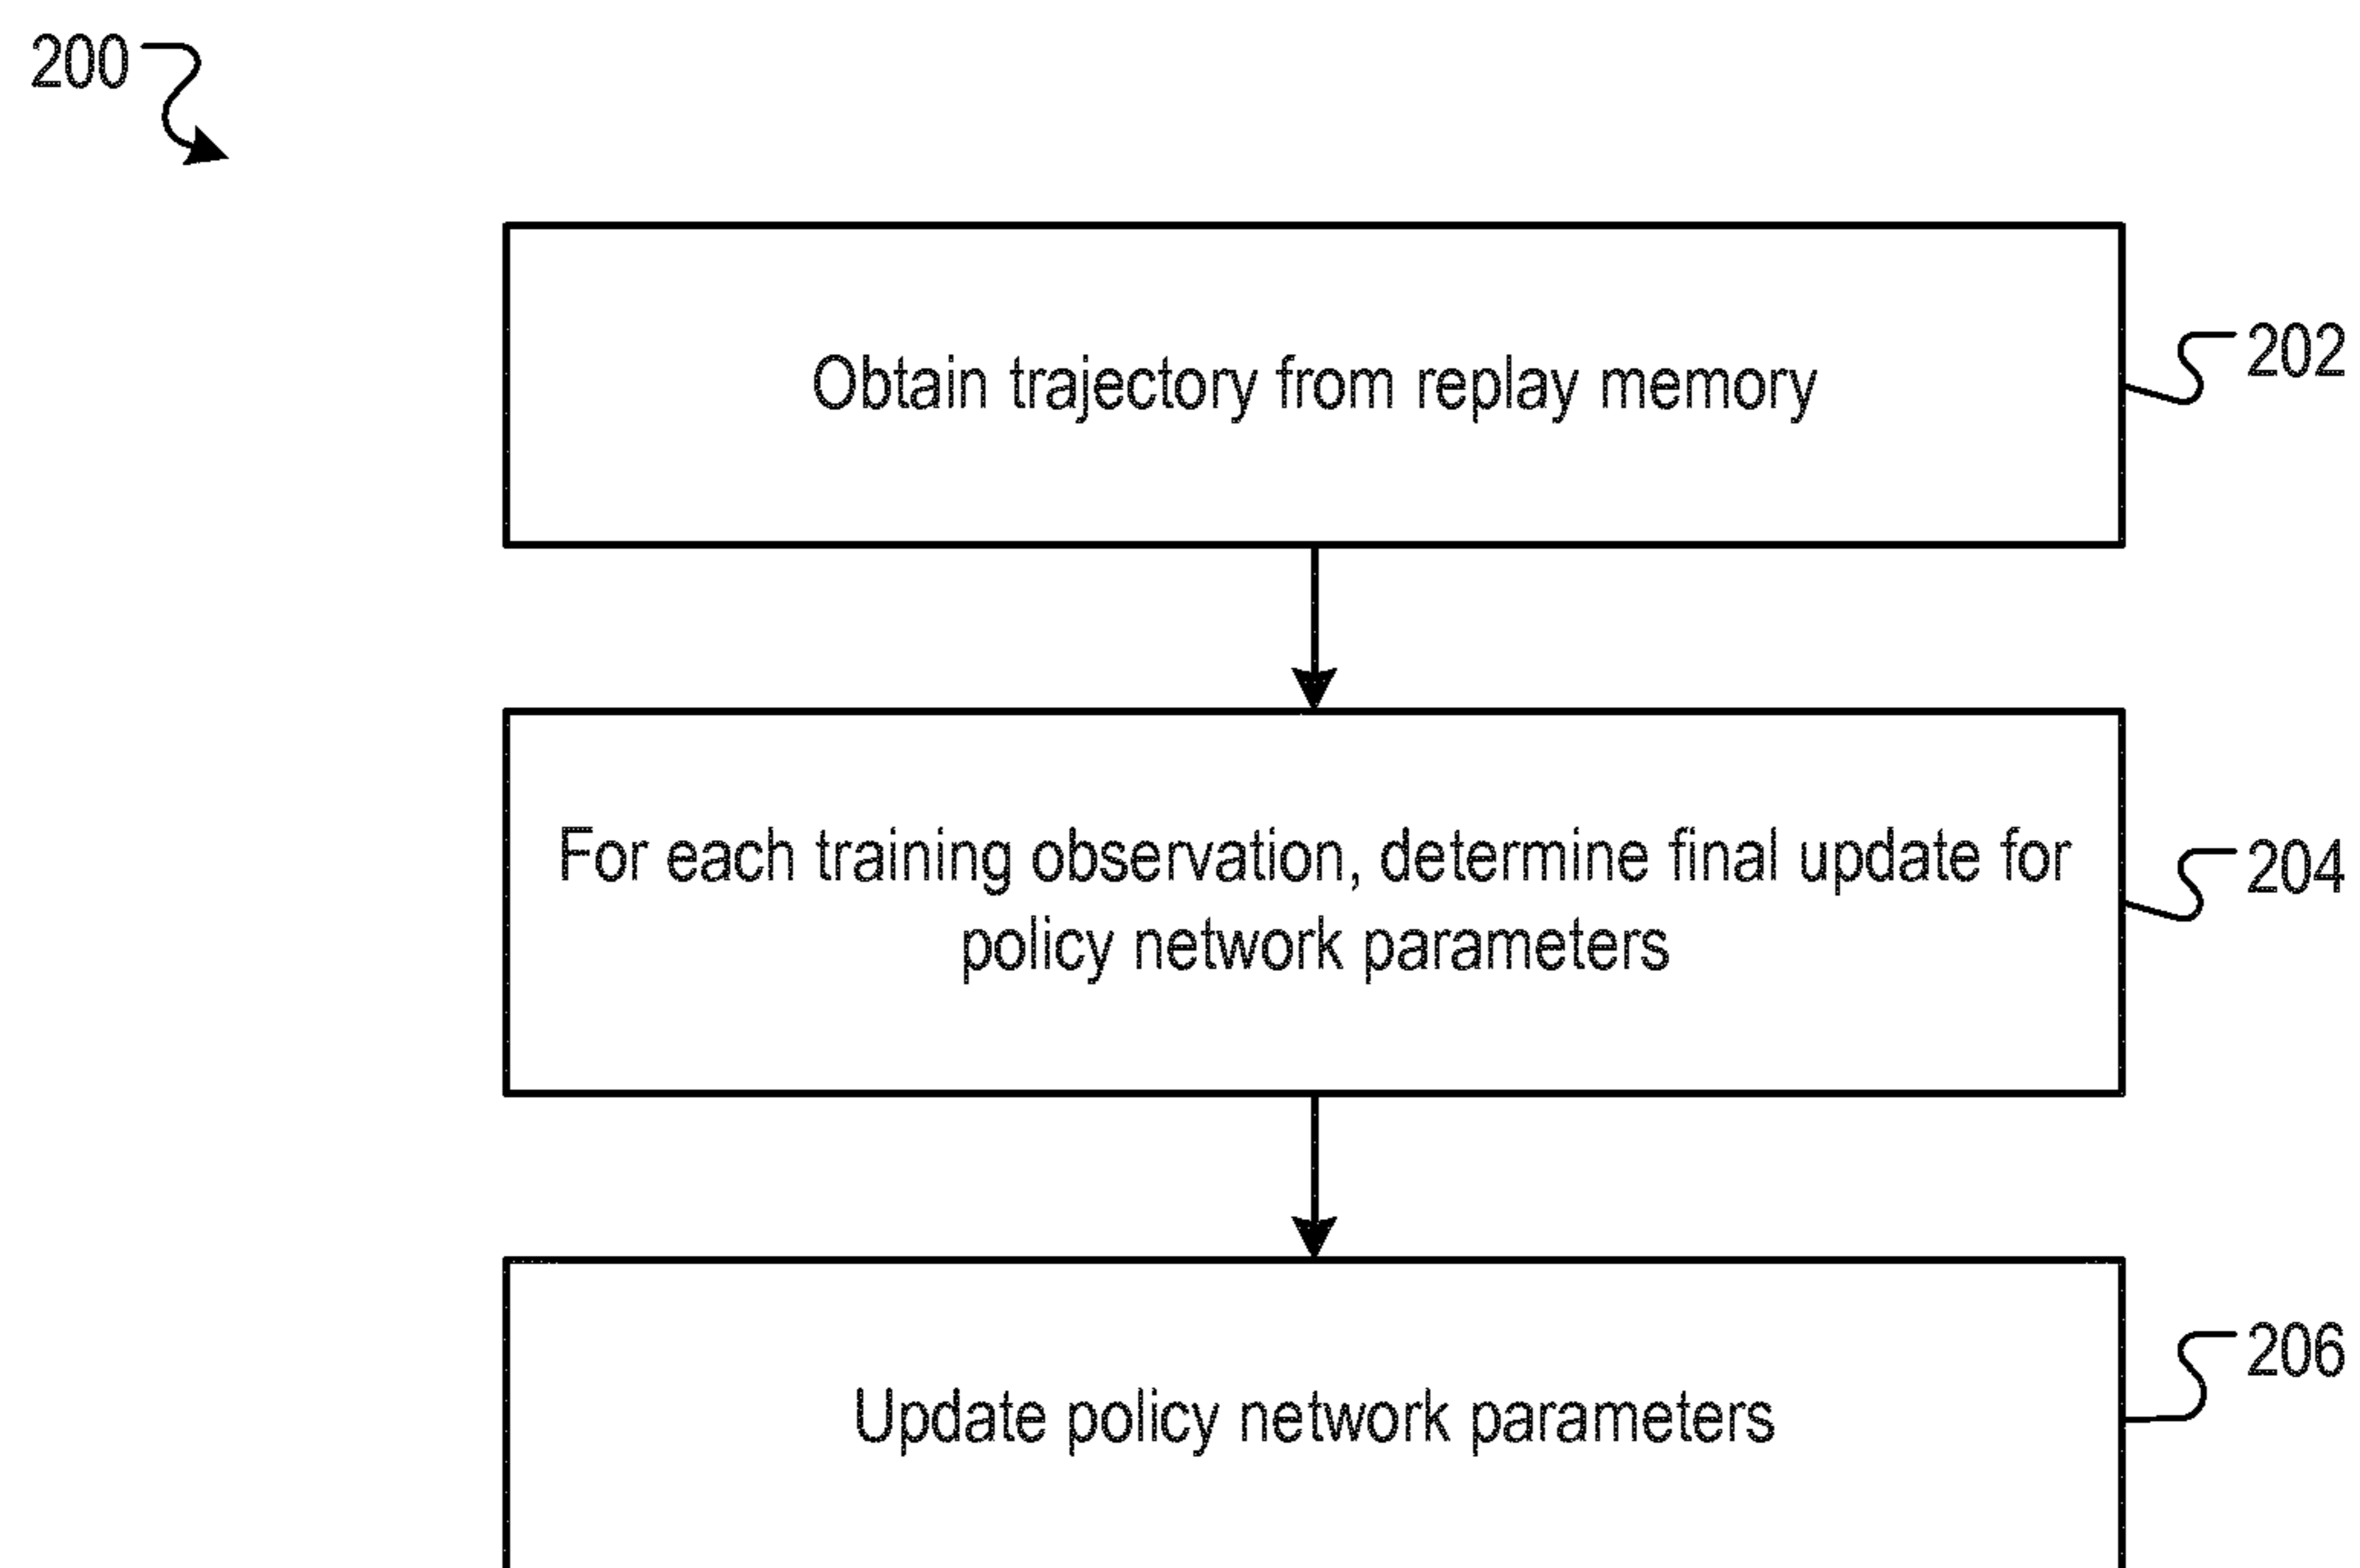 200
Obtain trajectory from replay memory
202
For each training observation, determine final update for
policy network parameters
204
Update policy network parameters
206